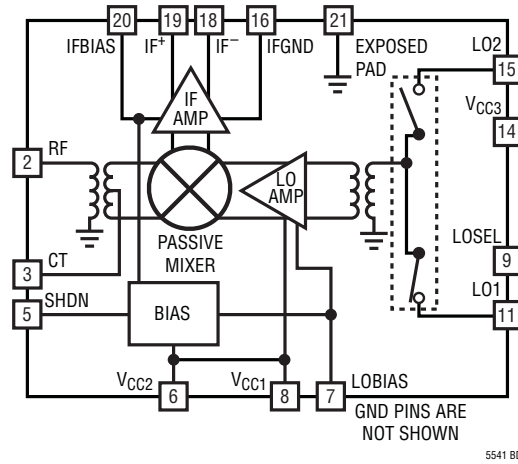 20 19 18 16 21
IFBIAS IF+ IF− IFGND EXPOSED
PAD
LO2
15
IF
AMP
VCC3
14
2 RF
LO
AMP
PASSIVE
MIXER
LOSEL
9
3 CT
LO1
11
5 SHDN
BIAS
VCC2 VCC1 LOBIAS
6 8 7
GND PINS ARE
NOT SHOWN
5541 BD